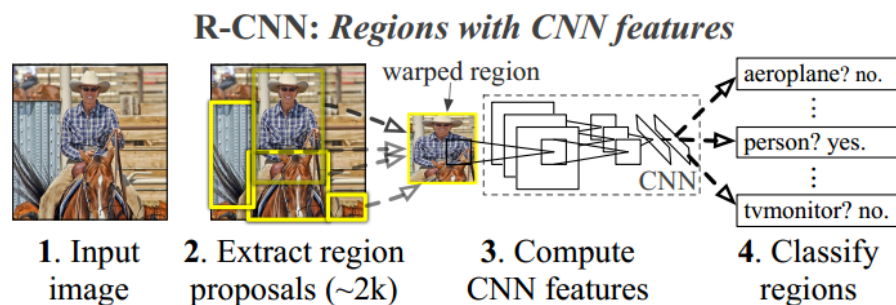 R-CNN: Regions with CNN features
warped region
aeroplane? no.
⋮
person? yes.
⋮
tvmonitor? no.
CNN
1. Input
image
2. Extract region
proposals (~2k)
3. Compute
CNN features
4. Classify
regions